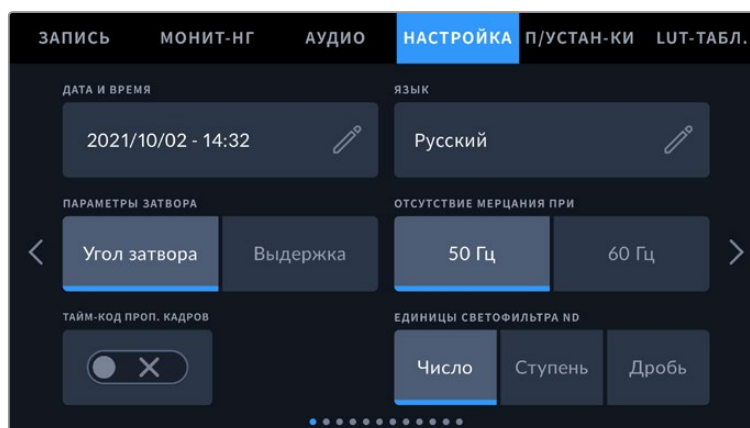 ЗАПИСЬ МОНИТ-НГ АУДИО НАСТРОЙКА П/УСТАН-КИ LUT-ТАБЛ.
ДАТА И ВРЕМЯ ЯЗЫК
2021/10/02 - 14:32 Русский
ПАРАМЕТРЫ ЗАТВОРА ОТСУТСТВИЕ МЕРЦАНИЯ ПРИ
Угол затвора Выдержка 50 Гц 60 Гц
ТАЙМ-КОД ПРОП. КАДРОВ ЕДИНИЦЫ СВЕТОФИЛЬТРА ND
Число Ступень Дробь